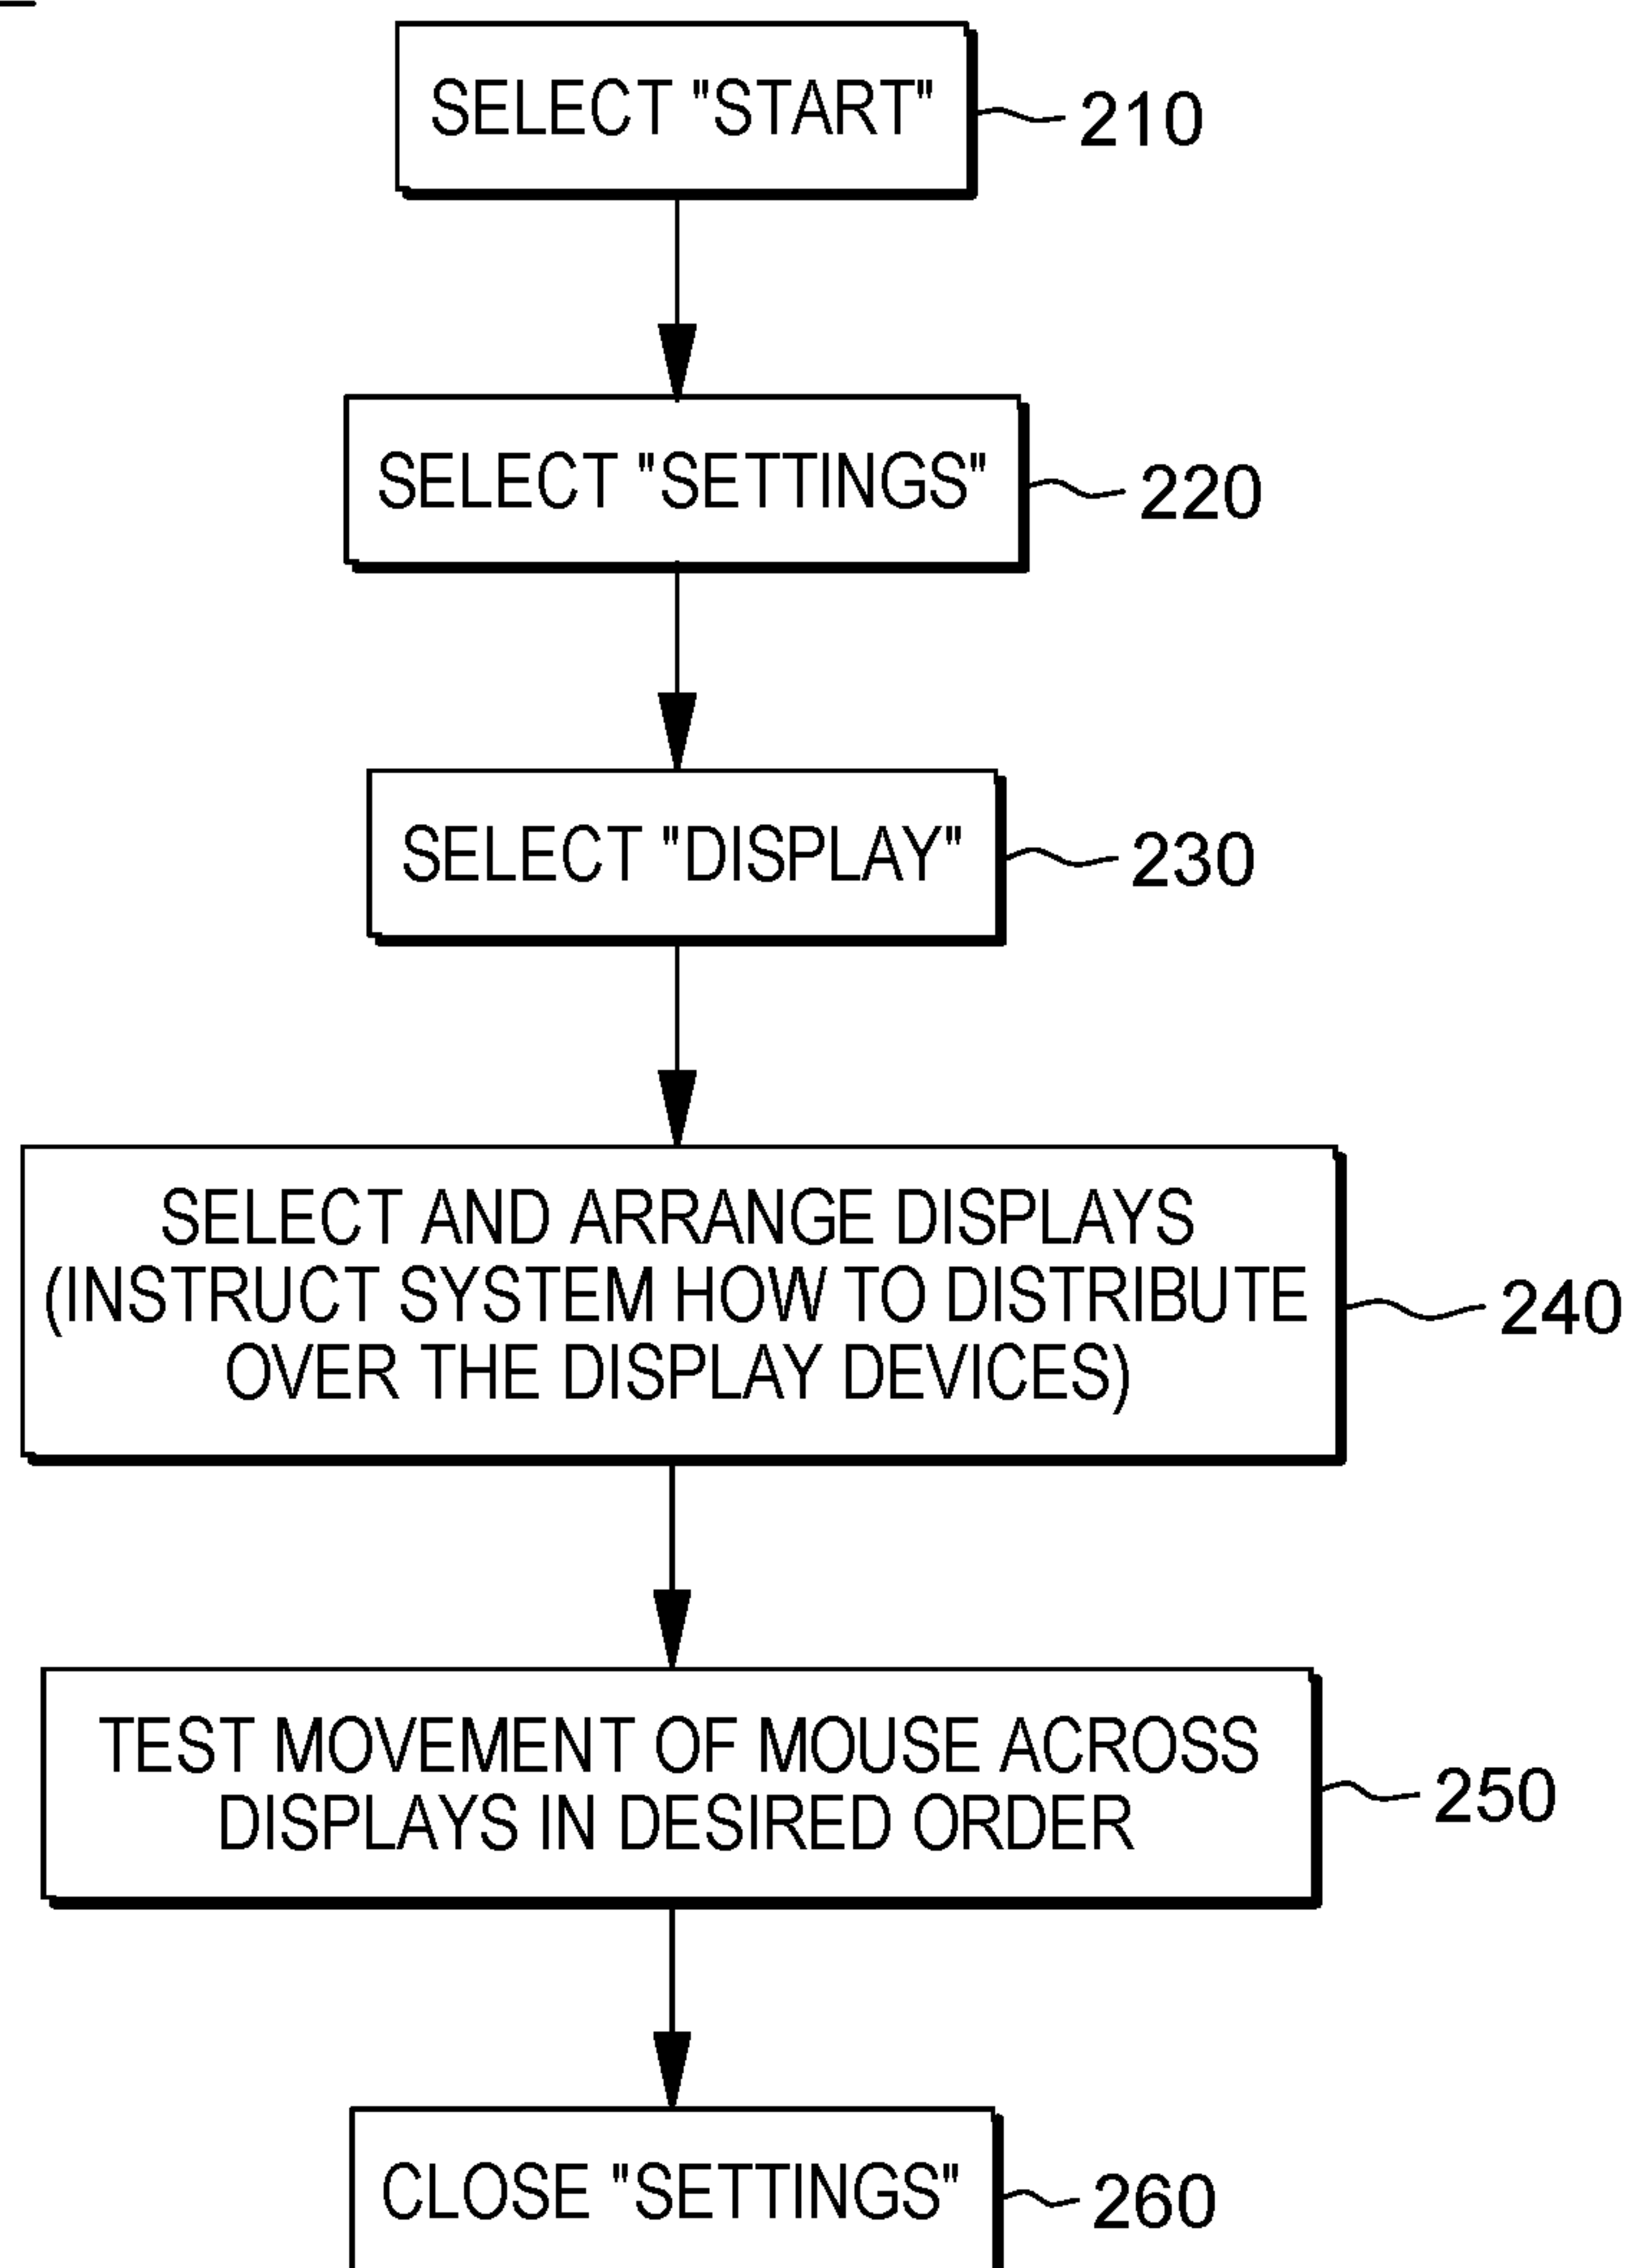 SELECT "START"
210
SELECT "SETTINGS"
220
SELECT "DISPLAY"
230
SELECT AND ARRANGE DISPLAYS
(INSTRUCT SYSTEM HOW TO DISTRIBUTE
OVER THE DISPLAY DEVICES)
240
TEST MOVEMENT OF MOUSE ACROSS
DISPLAYS IN DESIRED ORDER
250
CLOSE "SETTINGS"
260